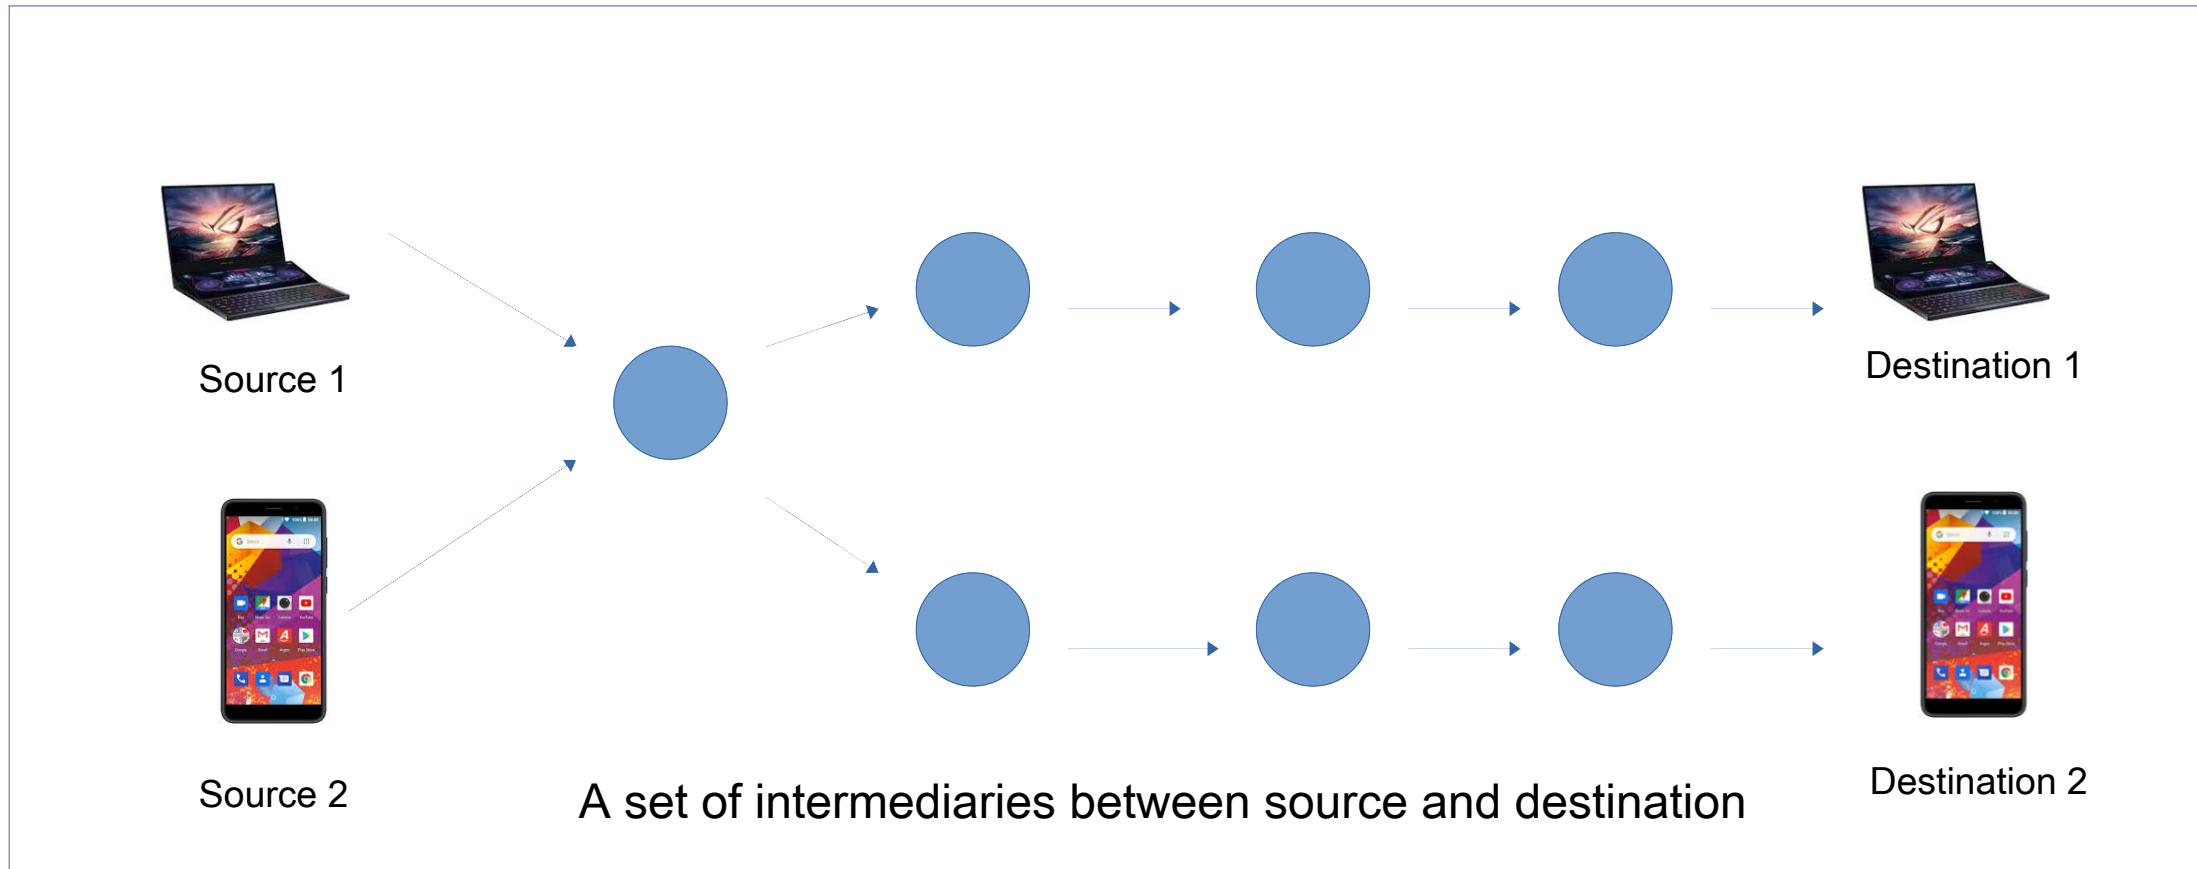 Source 1
Destination 1
Source 2
Destination 2
A set of intermediaries between source and destination